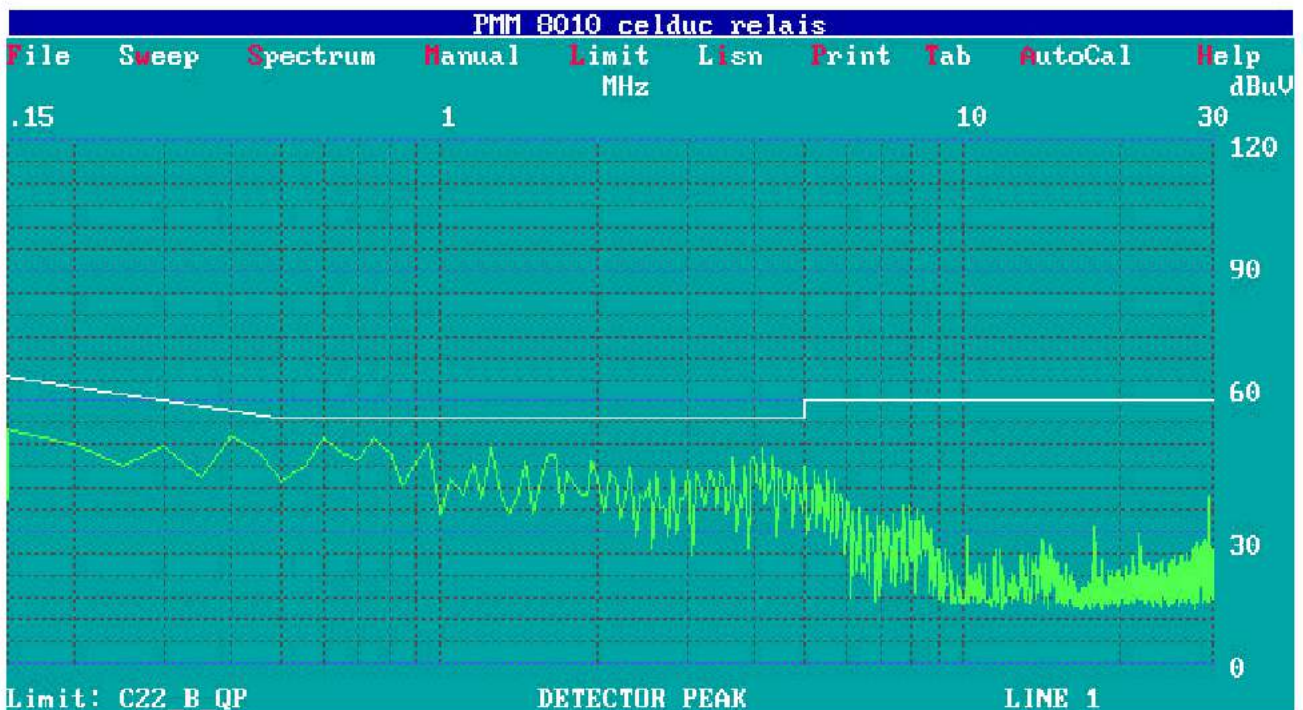 PMM 8010 celduc relais
File Sweep Spectrum Manual Limit Lisn Print Tab AutoCal Help
MHz dBuV
.15 1 10 30
120
90
60
30
0
Limit: C22 B QP DETECTOR PEAK LINE 1